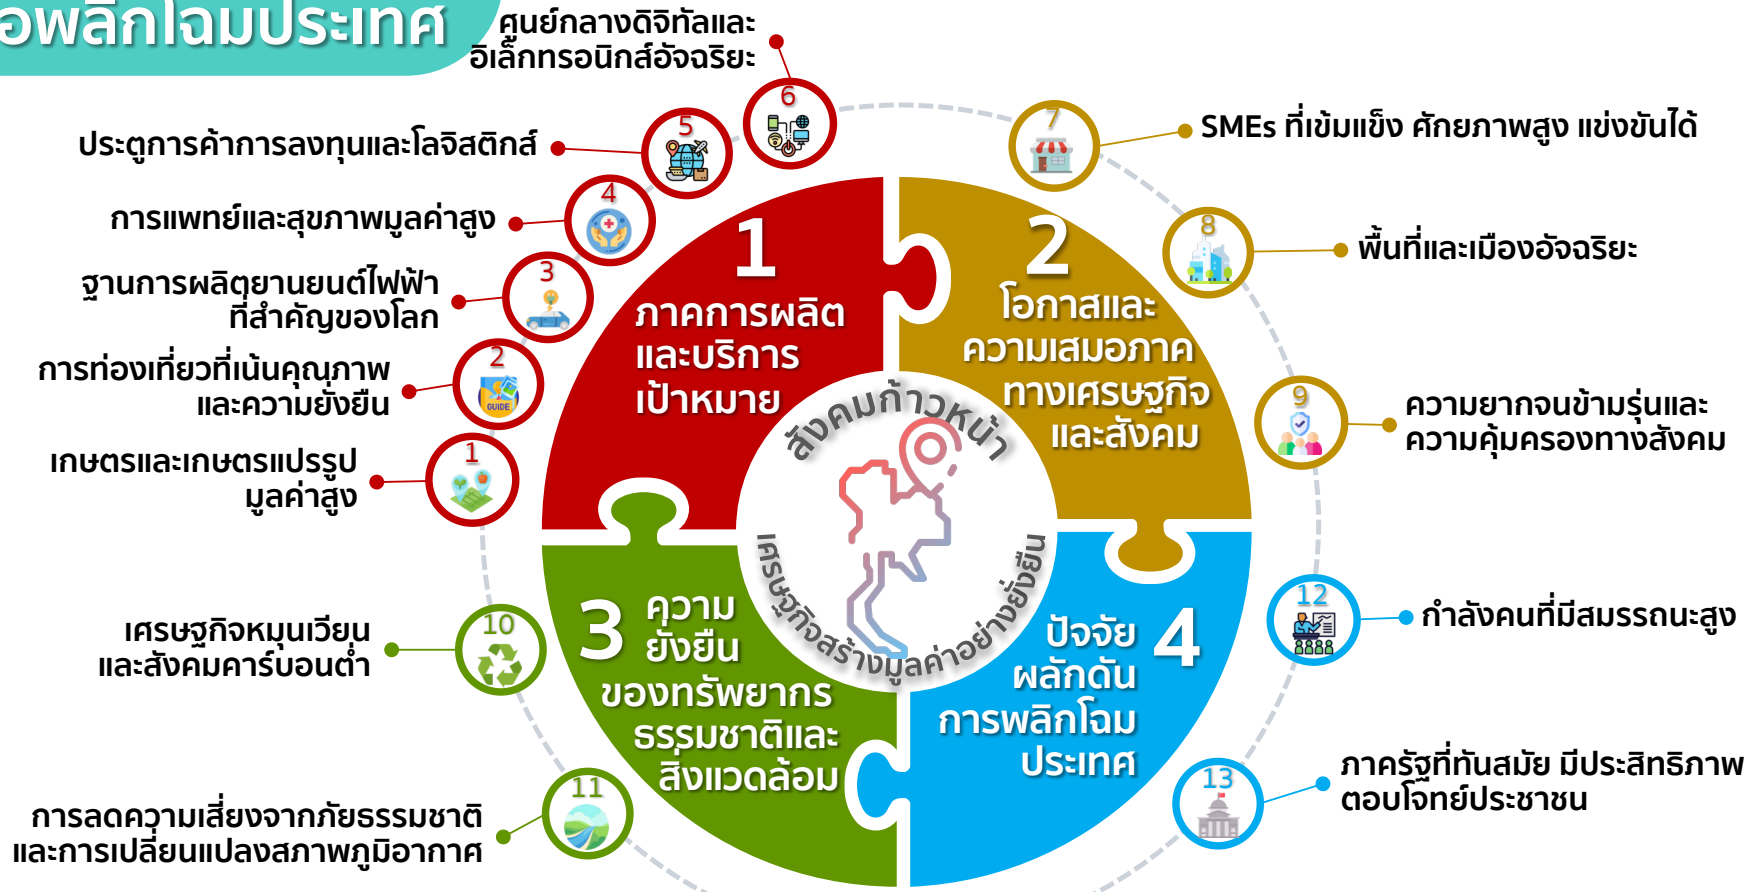 อพลิกโฉมประเทศ
ศูนย์กลางดิจิทัลและ
อิเล็กทรอนิกส์อัจฉริยะ
6
5
ประตูการค้าการลงทุนและโลจิสติกส์
4
การแพทย์และสุขภาพมูลค่าสูง
3
ฐานการผลิตยานยนต์ไฟฟ้า
ที่สำคัญของโลก
2
การท่องเที่ยวที่เน้นคุณภาพ
และความยั่งยืน
GUIDE
1
เกษตรและเกษตรแปรรูป
มูลค่าสูง
7
SMEs ที่เข้มแข็ง ศักยภาพสูง แข่งขันได้
8
พื้นที่และเมืองอัจฉริยะ
9
ความยากจนข้ามรุ่นและ
ความคุ้มครองทางสังคม
1
ภาคการผลิต
และบริการ
เป้าหมาย
2
โอกาสและ
ความเสมอภาค
ทางเศรษฐกิจ
และสังคม
สังคมก้าวหน้า
เศรษฐกิจสร้างมูลค่าอย่างยั่งยืน
3
ความ
ยั่งยืน
ของทรัพยากร
ธรรมชาติและ
สิ่งแวดล้อม
4
ปัจจัย
ผลักดัน
การพลิกโฉม
ประเทศ
10
เศรษฐกิจหมุนเวียน
และสังคมคาร์บอนต่ำ
11
การลดความเสี่ยงจากภัยธรรมชาติ
และการเปลี่ยนแปลงสภาพภูมิอากาศ
12
กำลังคนที่มีสมรรถนะสูง
13
ภาครัฐที่ทันสมัย มีประสิทธิภาพ
ตอบโจทย์ประชาชน